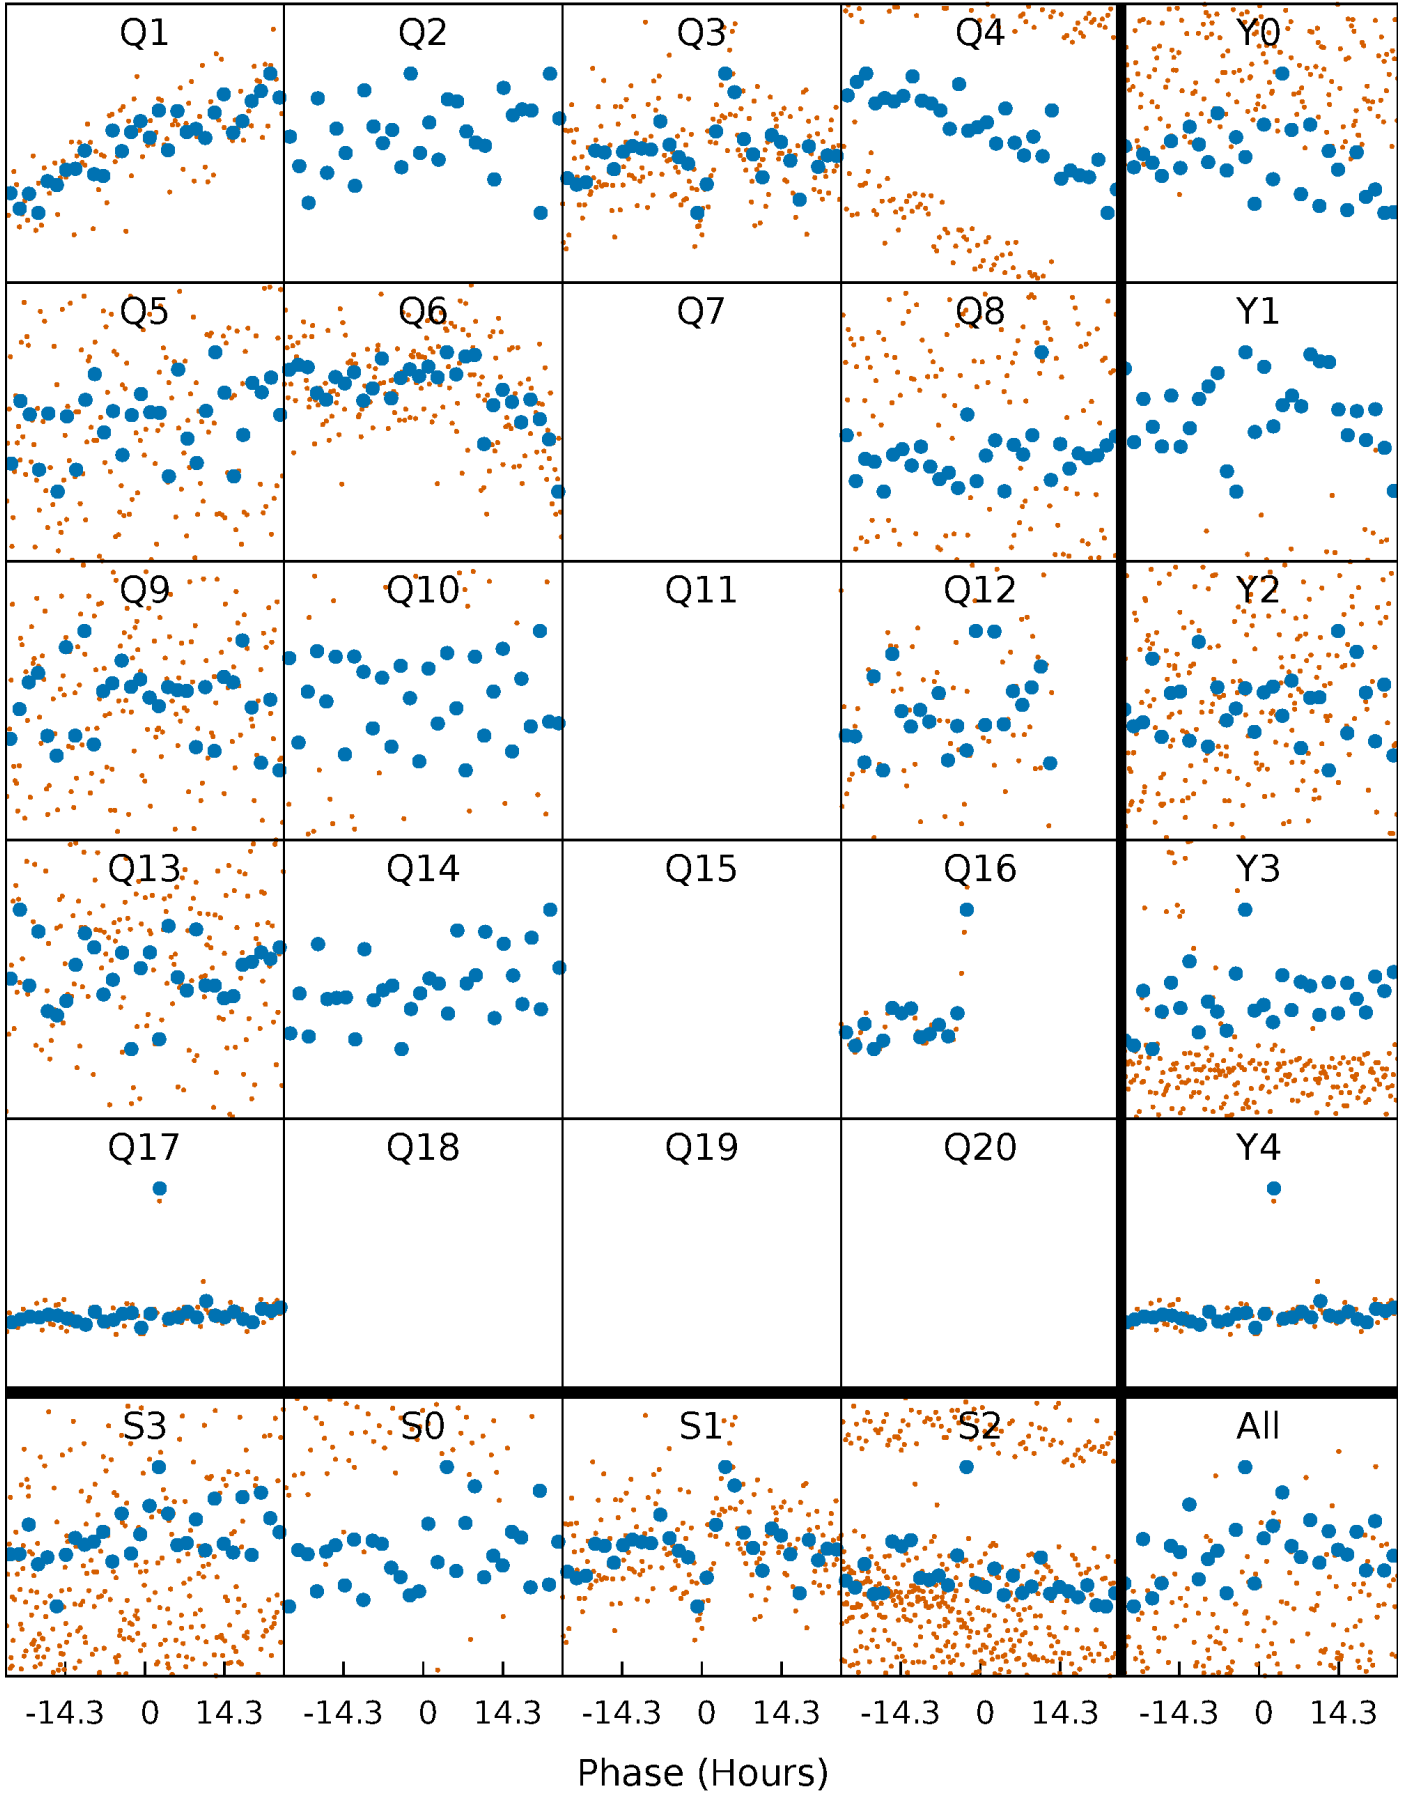 Q1 Q2 Q3 Q4 Y0
Q5 Q6 Q7 Q8 Y1
Q9 Q10 Q11 Q12 Y2
Q13 Q14 Q15 Q16 Y3
Q17 Q18 Q19 Q20 Y4
S3 S0 S1 S2 All
-14.3 0 14.3 -14.3 0 14.3 -14.3 0 14.3 -14.3 0 14.3 -14.3 0 14.3
Phase (Hours)